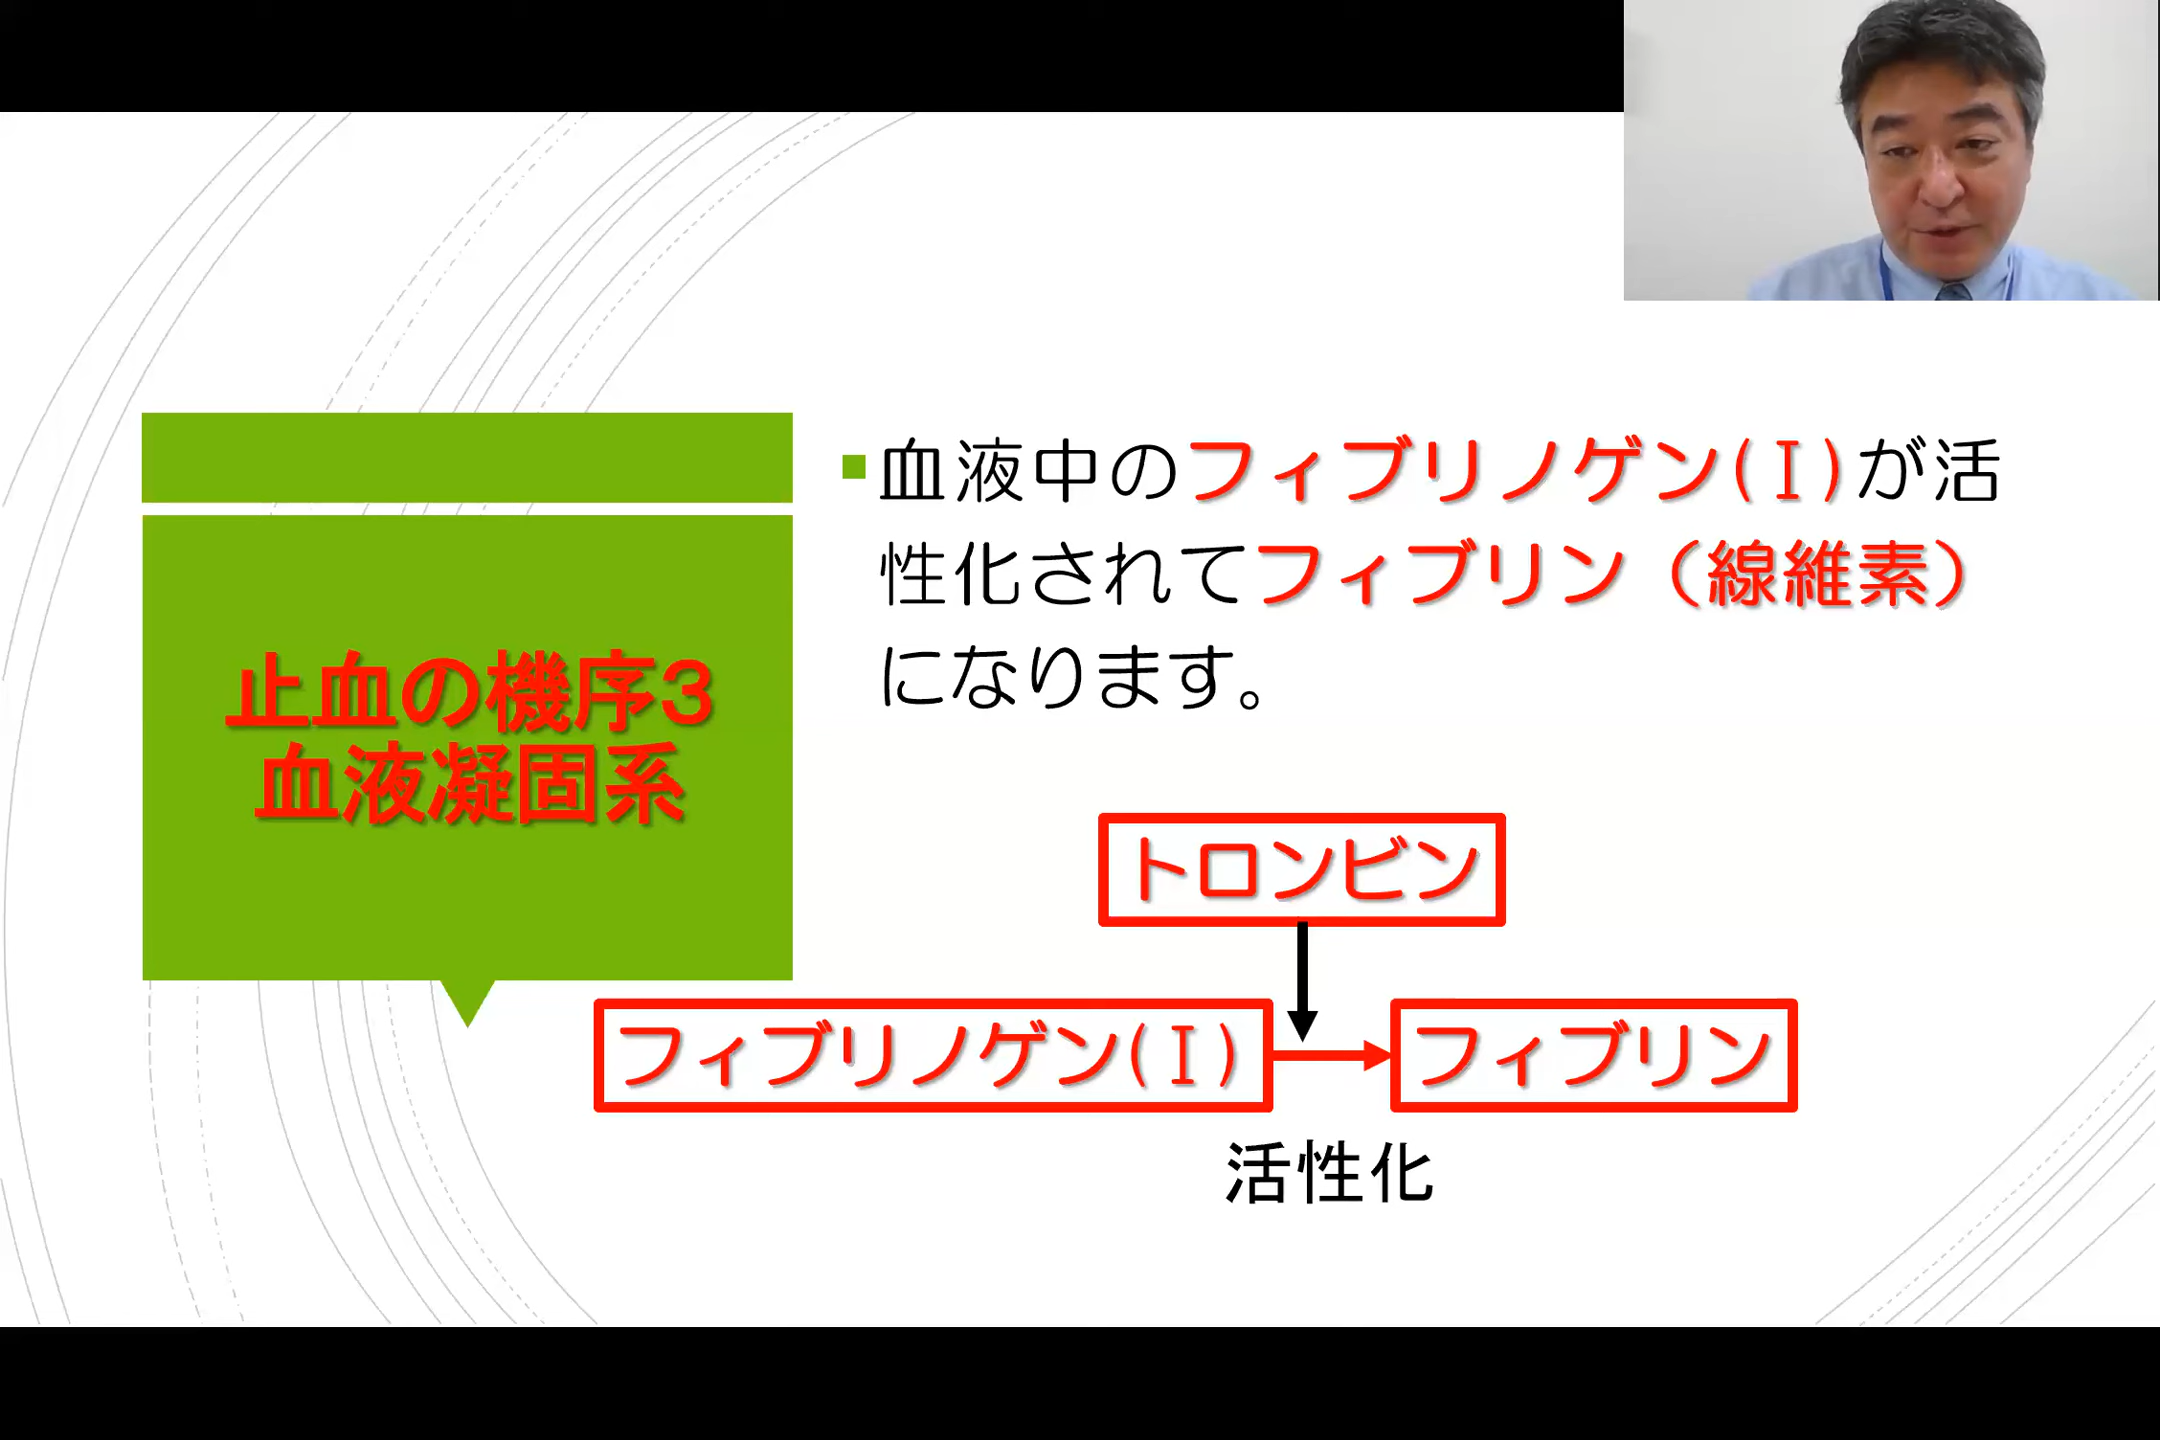 止血の機序3
血液凝固系
血液中のフィブリノゲン(Ⅰ)が活
性化されてフィブリン（線維素）
になります。
トロンビン
フィブリノゲン(Ⅰ)
フィブリン
活性化